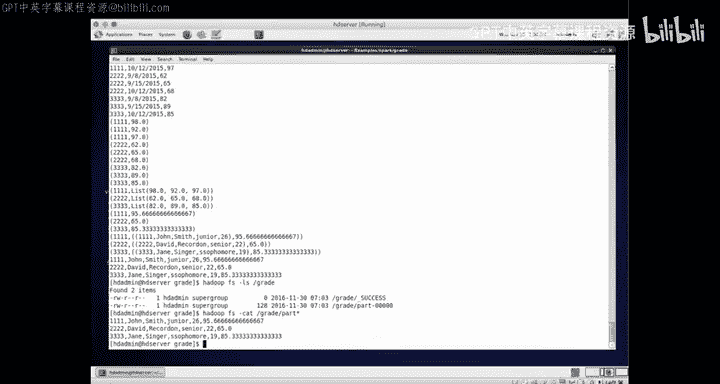 GPT中英字幕课程资源@bilibili.com
hdserver [Running]
GPT中英字幕课程资源 bilibili
Applications Places System
hdadmin@hdserver:~/Examples/spark/grade
File Edit View Search Terminal Help
1111,10/12/2015,97
2222,9/8/2015,62
2222,9/15/2015,65
2222,10/12/2015,68
3333,9/8/2015,82
3333,9/15/2015,89
3333,10/12/2015,85
(1111,98.0)
(1111,92.0)
(1111,97.0)
(2222,62.0)
(2222,65.0)
(2222,68.0)
(3333,82.0)
(3333,89.0)
(3333,85.0)
(1111,List(98.0, 92.0, 97.0))
(2222,List(62.0, 65.0, 68.0))
(3333,List(82.0, 89.0, 85.0))
(1111,95.66666666666667)
(2222,65.0)
(3333,85.33333333333333)
(1111,((1111,John,Smith,junior,26),95.66666666666667))
(2222,((2222,David,Recordon,senior,22),65.0))
(3333,((3333,Jane,Singer,ssophomore,19),85.33333333333333))
1111,John,Smith,junior,26,95.66666666666667
2222,David,Recordon,senior,22,65.0
3333,Jane,Singer,ssophomore,19,85.33333333333333
[hdadmin@hdserver grade]$ hadoop fs -ls /grade
Found 2 items
-rw-r--r-- 1 hdadmin supergroup 0 2016-11-30 07:03 /grade/_SUCCESS
-rw-r--r-- 1 hdadmin supergroup 128 2016-11-30 07:03 /grade/part-00000
[hdadmin@hdserver grade]$ hadoop fs -cat /grade/part*
1111,John,Smith,junior,26,95.66666666666667
2222,David,Recordon,senior,22,65.0
3333,Jane,Singer,ssophomore,19,85.33333333333333
[hdadmin@hdserver grade]$